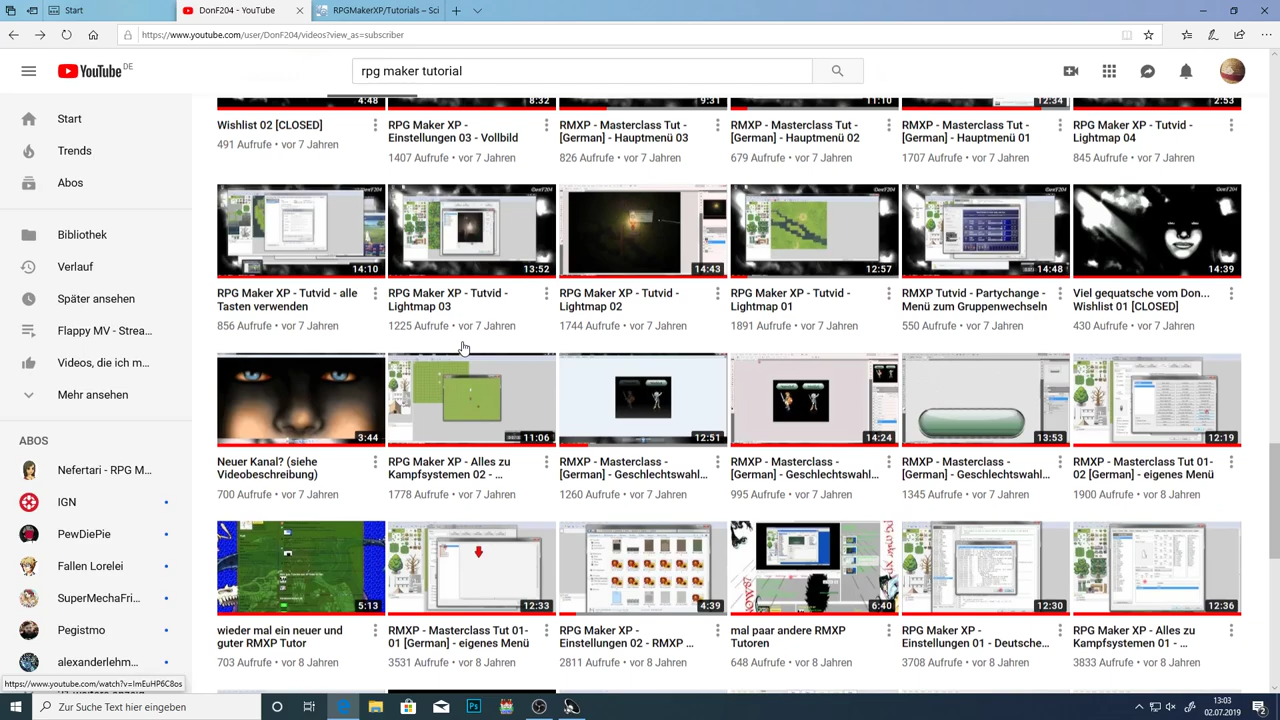 Start
DonF204 - YouTube
RPGMakerXP/Tutorials – Sci
https://www.youtube.com/user/DonF204/videos?view_as=subscriber
YouTube DE
rpg maker tutorial
Start
Trends
Abos
Bibliothek
Verlauf
Später ansehen
Flappy MV - Strea...
Videos, die ich m...
Mehr ansehen
ABOS
Nefertari - RPG M...
IGN
PewDiePie
Fallen Lorelei
SuperMechaFri...
Pegistmo
alexanderlehm...
https://www.youtube.com/watch?v=ImEuHP6C8os
4:48
8:32
9:31
11:10
12:34
2:53
Wishlist 02 [CLOSED]
491 Aufrufe • vor 7 Jahren
RPG Maker XP -
Einstellungen 03 - Vollbild
1407 Aufrufe • vor 7 Jahren
RMXP - Masterclass Tut -
[German] - Hauptmenü 03
826 Aufrufe • vor 7 Jahren
RMXP - Masterclass Tut -
[German] - Hauptmenü 02
679 Aufrufe • vor 7 Jahren
RMXP - Masterclass Tut -
[German] - Hauptmenü 01
1707 Aufrufe • vor 7 Jahren
RPG Maker XP - Tutvid -
Lightmap 04
845 Aufrufe • vor 7 Jahren
14:10
13:52
14:43
12:57
14:48
14:39
RPG Maker XP - Tutvid - alle
Tasten verwenden
856 Aufrufe • vor 7 Jahren
RPG Maker XP - Tutvid -
Lightmap 03
1225 Aufrufe • vor 7 Jahren
RPG Maker XP - Tutvid -
Lightmap 02
1744 Aufrufe • vor 7 Jahren
RPG Maker XP - Tutvid -
Lightmap 01
1891 Aufrufe • vor 7 Jahren
RMXP Tutvid - Partychange -
Menü zum Gruppenwechseln
550 Aufrufe • vor 7 Jahren
Viel gequatsche vom Don...
Wishlist 01 [CLOSED]
430 Aufrufe • vor 7 Jahren
3:44
11:06
12:51
14:24
13:53
12:19
Neuer Kanal? (siehe
Videobeschreibung)
700 Aufrufe • vor 7 Jahren
RPG Maker XP - Alles zu
Kampfsystemen 02 - ...
1778 Aufrufe • vor 7 Jahren
RMXP - Masterclass -
[German] - Geschlechtswahl...
1260 Aufrufe • vor 7 Jahren
RMXP - Masterclass -
[German] - Geschlechtswahl...
995 Aufrufe • vor 7 Jahren
RMXP - Masterclass -
[German] - Geschlechtswahl...
1345 Aufrufe • vor 7 Jahren
RMXP - Masterclass Tut 01-
02 [German] - eigenes Menü
1900 Aufrufe • vor 8 Jahren
5:13
12:33
4:39
6:40
12:30
12:36
wieder mal ein neuer und
guter RMXP Tutor
703 Aufrufe • vor 8 Jahren
RMXP - Masterclass Tut 01-
01 [German] - eigenes Menü
3531 Aufrufe • vor 8 Jahren
RPG Maker XP -
Einstellungen 02 - RMXP ...
2811 Aufrufe • vor 8 Jahren
mal paar andere RMXP
Tutoren
648 Aufrufe • vor 8 Jahren
RPG Maker XP -
Einstellungen 01 - Deutsche...
3708 Aufrufe • vor 8 Jahren
RPG Maker XP - Alles zu
Kampfsystemen 01 - ...
3833 Aufrufe • vor 8 Jahren
Zur Suche Text hier eingeben
13:03
02.07.2019